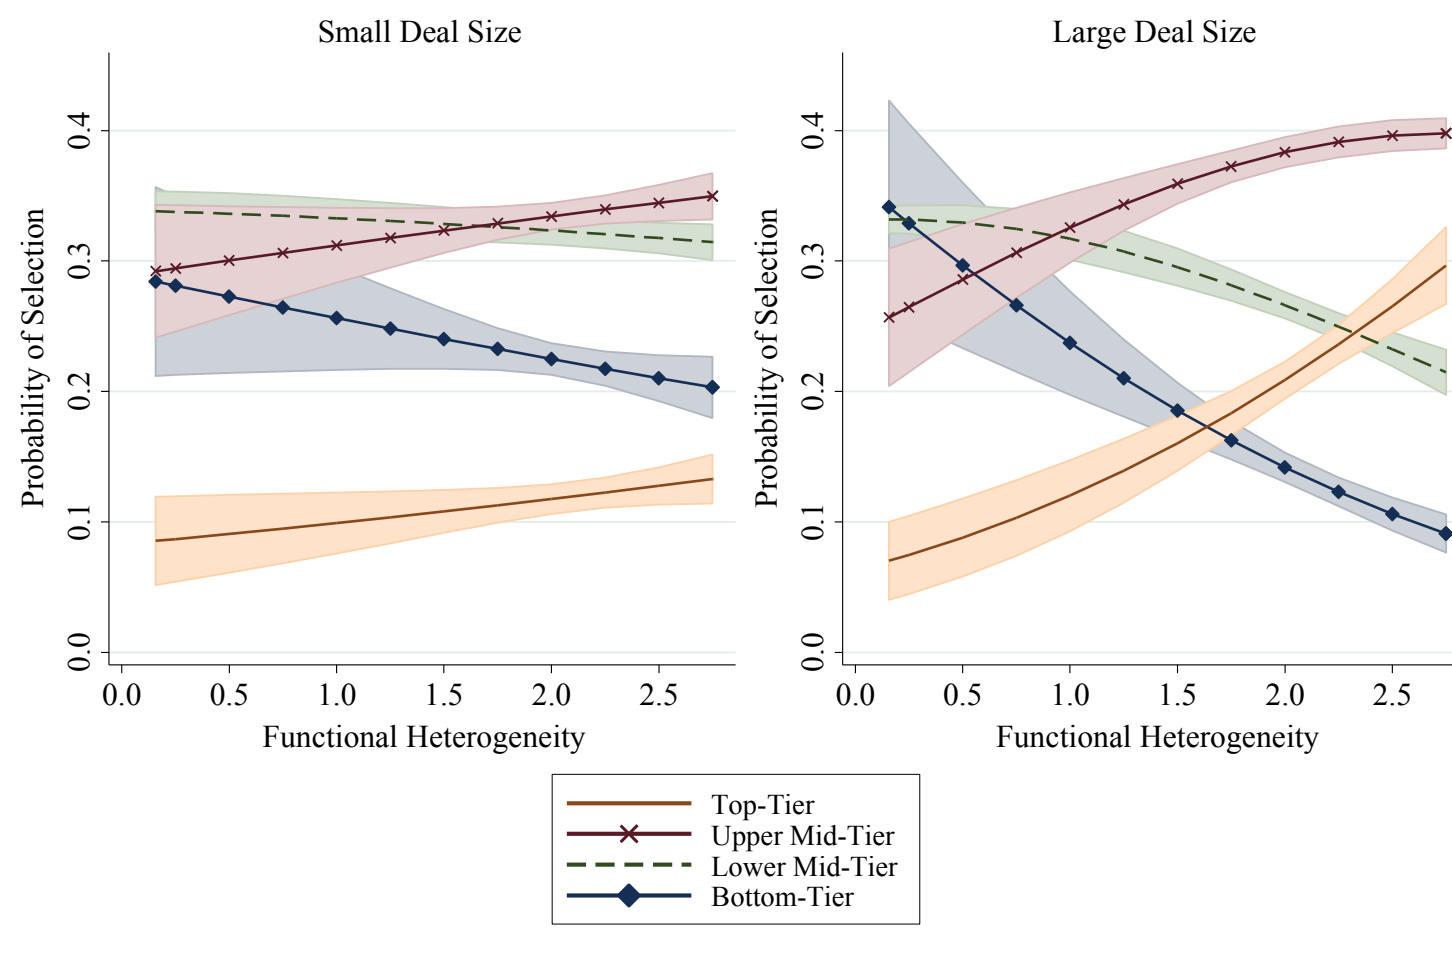 Small Deal Size
Large Deal Size
Probability of Selection
0.4
0.3
0.2
0.1
0.0
0.0 0.5 1.0 1.5 2.0 2.5
Functional Heterogeneity
Probability of Selection
0.4
0.3
0.2
0.1
0.0
0.0 0.5 1.0 1.5 2.0 2.5
Functional Heterogeneity
Top-Tier
Upper Mid-Tier
Lower Mid-Tier
Bottom-Tier